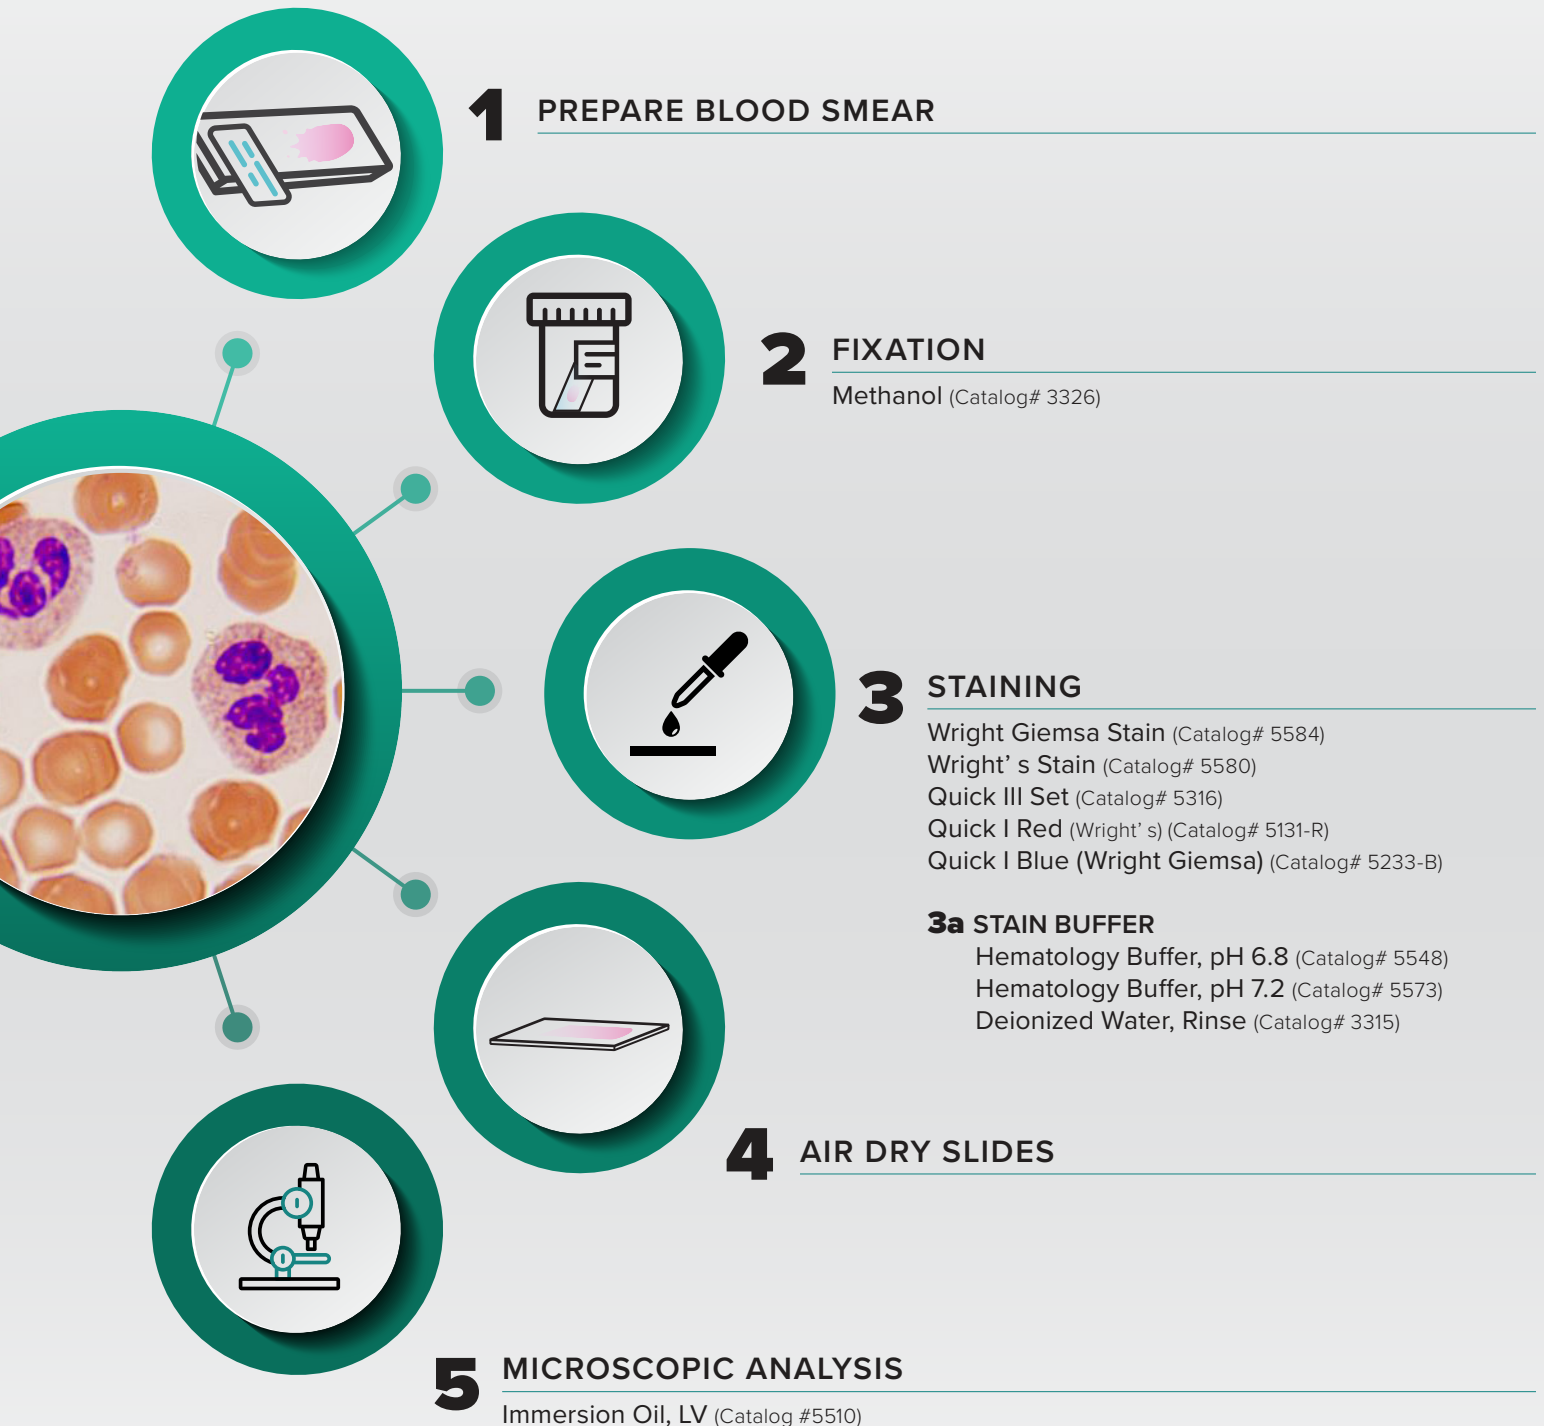 1 PREPARE BLOOD SMEAR
2 FIXATION
Methanol (Catalog# 3326)
3 STAINING
Wright Giemsa Stain (Catalog# 5584)
Wright’ s Stain (Catalog# 5580)
Quick III Set (Catalog# 5316)
Quick I Red (Wright’ s) (Catalog# 5131-R)
Quick I Blue (Wright Giemsa) (Catalog# 5233-B)
3a STAIN BUFFER
Hematology Buffer, pH 6.8 (Catalog# 5548)
Hematology Buffer, pH 7.2 (Catalog# 5573)
Deionized Water, Rinse (Catalog# 3315)
4 AIR DRY SLIDES
5 MICROSCOPIC ANALYSIS
Immersion Oil, LV (Catalog #5510)